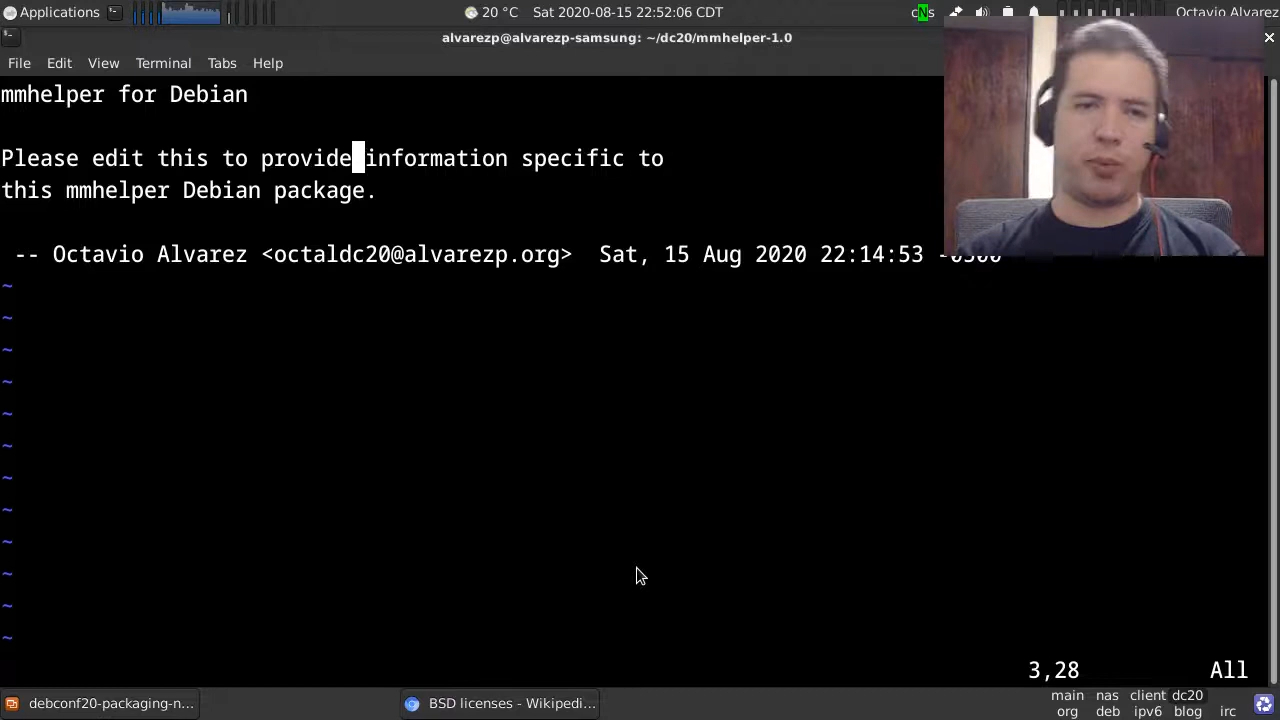 Applications
20 °C Sat 2020-08-15 22:52:06 CDT
Octavio Alvarez
alvarezp@alvarezp-samsung: ~/dc20/mmhelper-1.0
File Edit View Terminal Tabs Help
mmhelper for Debian
Please edit this to provide information specific to
this mmhelper Debian package.
-- Octavio Alvarez <octaldc20@alvarezp.org>  Sat, 15 Aug 2020 22:14:53
~
~
~
~
~
~
~
~
~
~
~
~
3,28 All
debconf20-packaging-n...
BSD licenses - Wikipedi...
main nas client dc20
org deb ipv6 blog irc